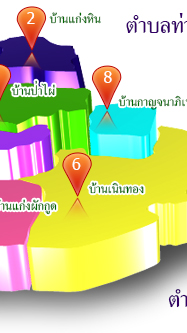 2
บ้านแก่งหิน
ตำบลท่
บ้านป่าไผ่
8
บ้านกาญจนาภิเ
6
บ้านเนินทอง
้านแก่งผักกูด
ตำ